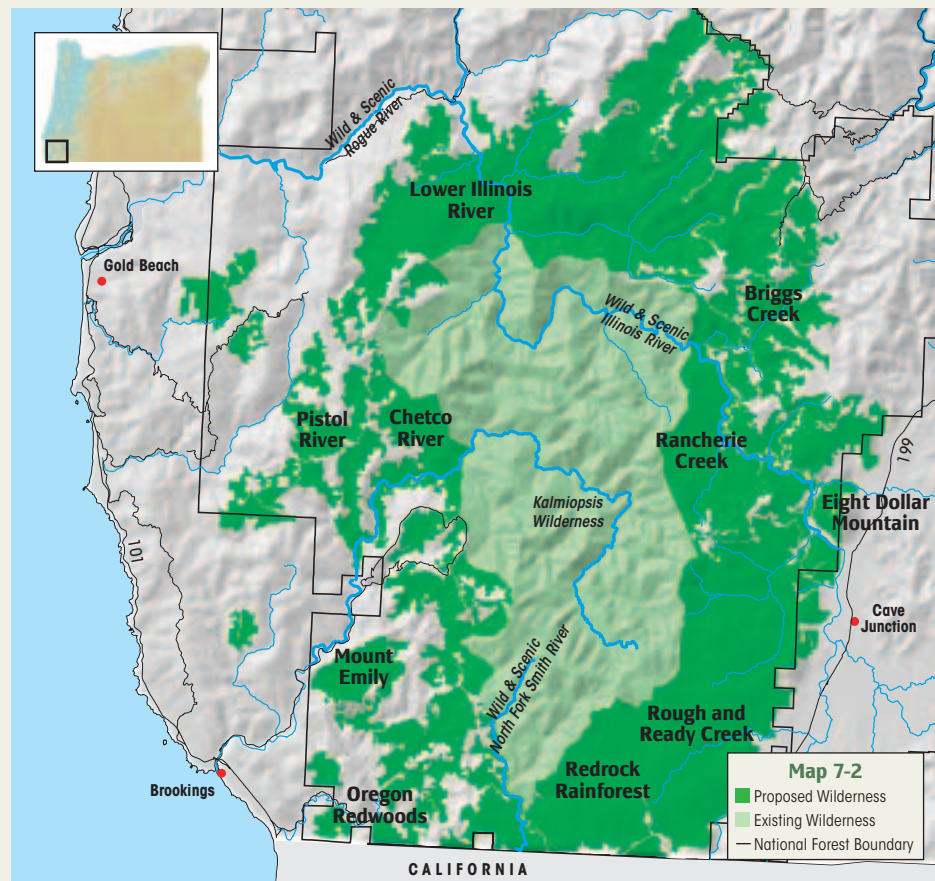 Wild & Scenic
Rogue River
Lower Illinois
River
Gold Beach
Wild & Scenic
Illinois River
Briggs
Creek
Pistol
River
Chetco
River
Rancherie
Creek
199
Kalmiopsis
Wilderness
Eight Dollar
Mountain
101
Cave
Junction
Mount
Emily
Wild & Scenic
North Fork Smith River
Rough and
Ready Creek
Redrock
Rainforest
Brookings
Oregon
Redwoods
Map 7-2
Proposed Wilderness
Existing Wilderness
National Forest Boundary
CALIFORNIA